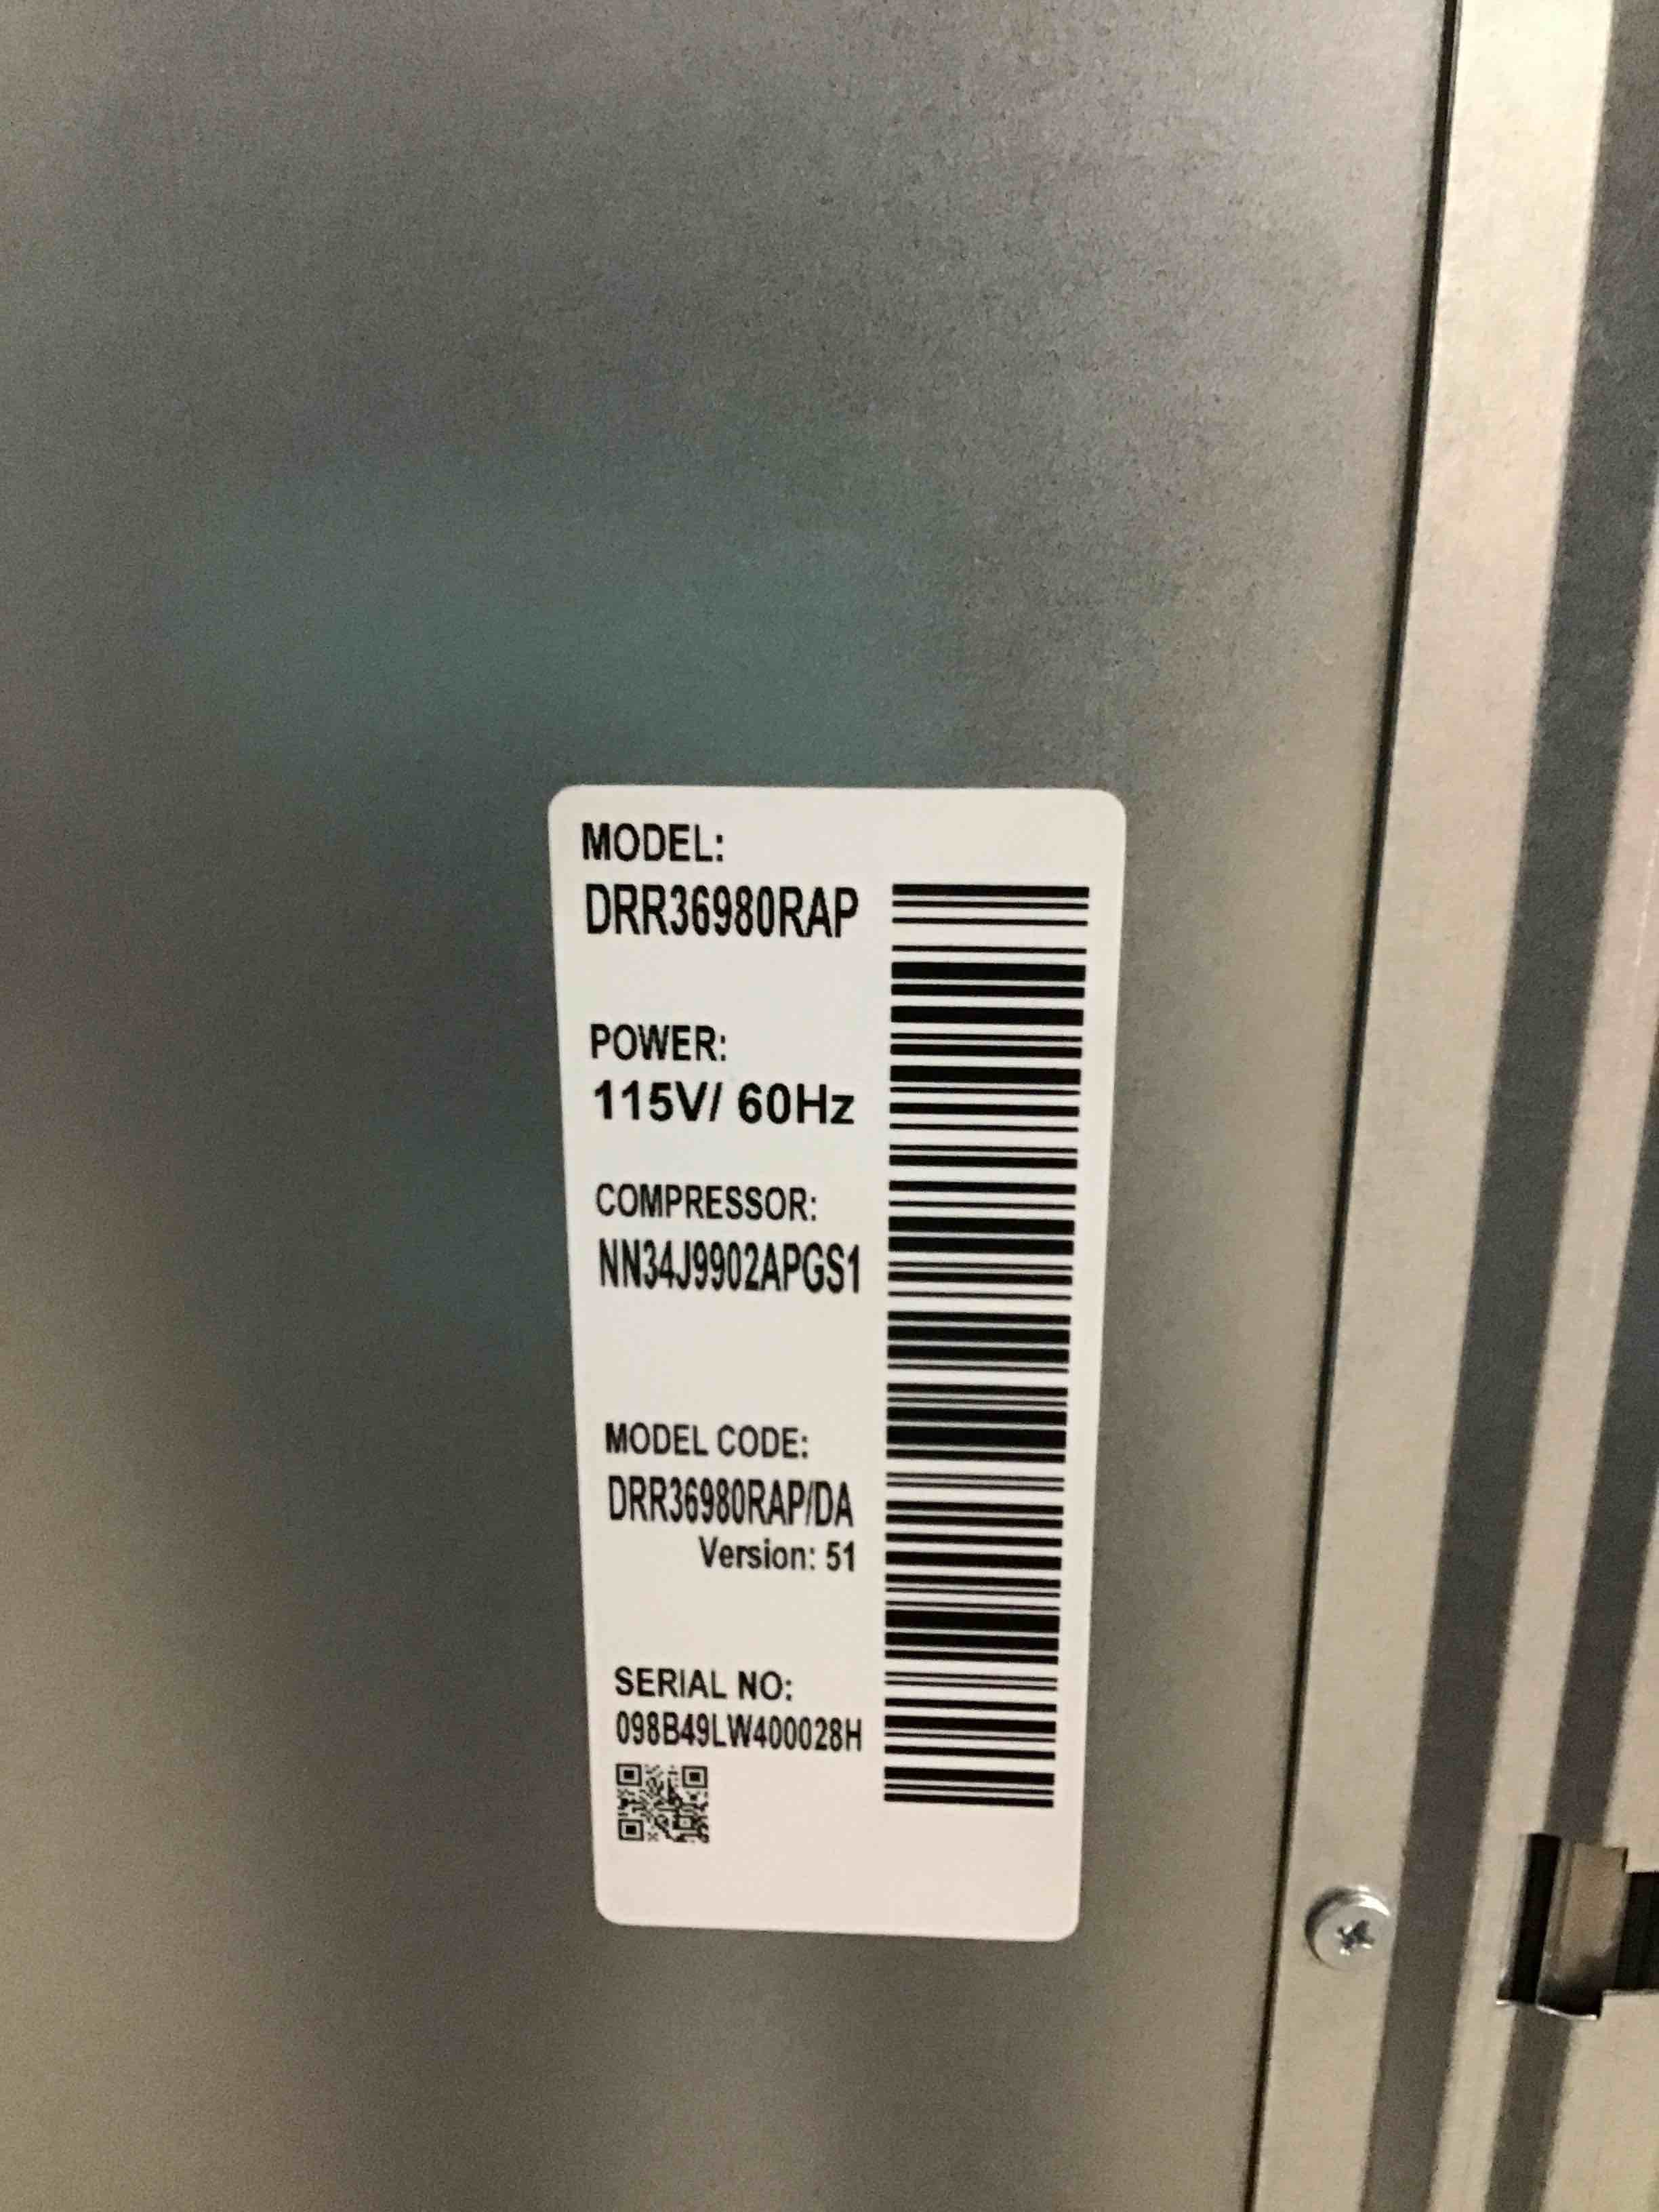 MODEL:
DRR36980RAP
POWER:
115V/ 60Hz
COMPRESSOR:
NN34J9902APGS1
MODEL CODE:
DRR36980RAP/DA
Version: 51
SERIAL NO:
098B49LW400028H